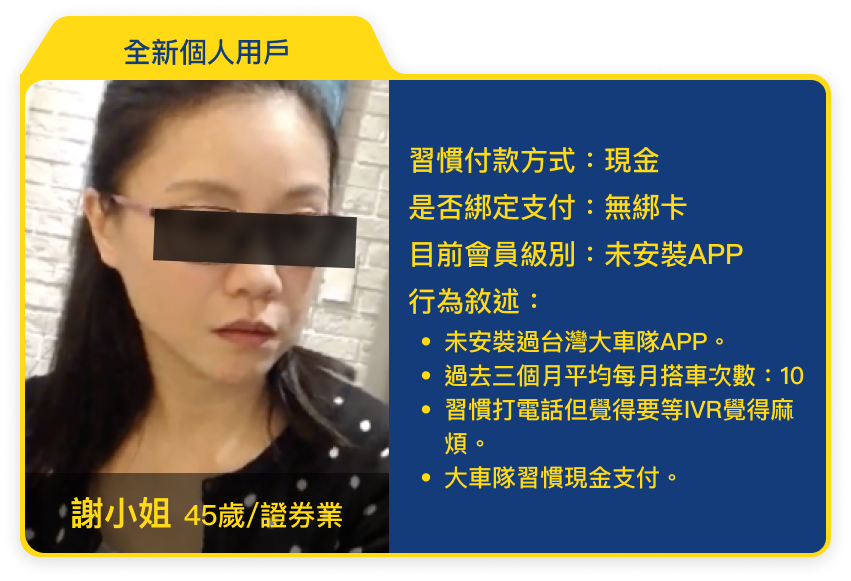 全新個人用戶
習慣付款方式：現金
是否綁定支付：無綁卡
目前會員級別：未安裝APP
行為敘述：
• 未安裝過台灣大車隊APP。
• 過去三個月平均每月搭車次數：10
• 習慣打電話但覺得要等IVR覺得麻
煩。
• 大車隊習慣現金支付。
謝小姐 45歲/證券業